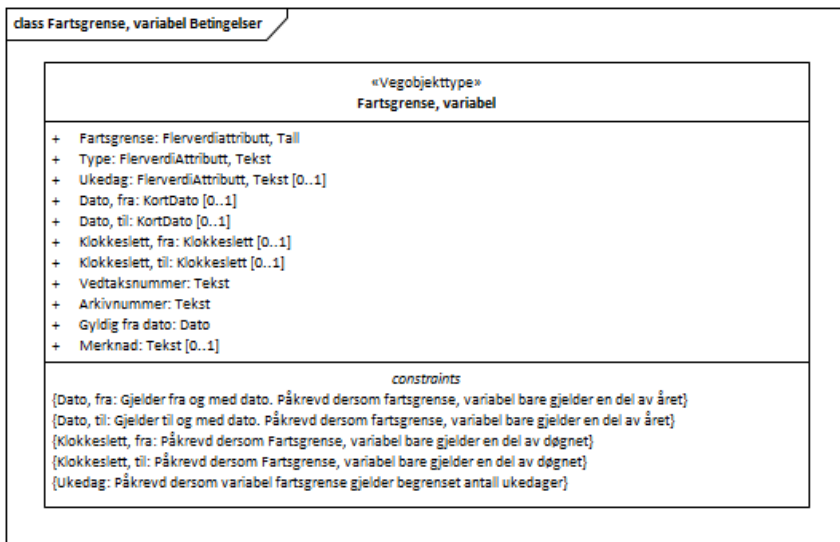 class Fartsgrense, variabel Betingelser
«Vegobjekttype»
Fartsgrense, variabel
+ Fartsgrense: Flerverdiattributt, Tall
+ Type: FlerverdiAttributt, Tekst
+ Ukedag: FlerverdiAttributt, Tekst [0..1]
+ Dato, fra: KortDato [0..1]
+ Dato, til: KortDato [0..1]
+ Klokkeslett, fra: Klokkeslett [0..1]
+ Klokkeslett, til: Klokkeslett [0..1]
+ Vedtaksnummer: Tekst
+ Arkivnummer: Tekst
+ Gyldig fra dato: Dato
+ Merknad: Tekst [0..1]
constraints
{Dato, fra: Gjelder fra og med dato. Påkrevd dersom fartsgrense, variabel bare gjelder en del av året}
{Dato, til: Gjelder til og med dato. Påkrevd dersom fartsgrense, variabel bare gjelder en del av året}
{Klokkeslett, fra: Påkrevd dersom Fartsgrense, variabel bare gjelder en del av døgnet}
{Klokkeslett, til: Påkrevd dersom Fartsgrense, variabel bare gjelder en del av døgnet}
{Ukedag: Påkrevd dersom variabel fartsgrense gjelder begrenset antall ukedager}